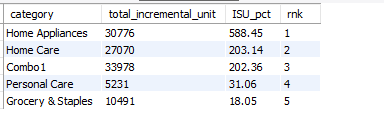 category total_incremental_unit ISU_pct rnk
Home Appliances 30776 588.45 1
Home Care 27070 203.14 2
Combo1 33978 202.36 3
Personal Care 5231 31.06 4
Grocery & Staples 10491 18.05 5